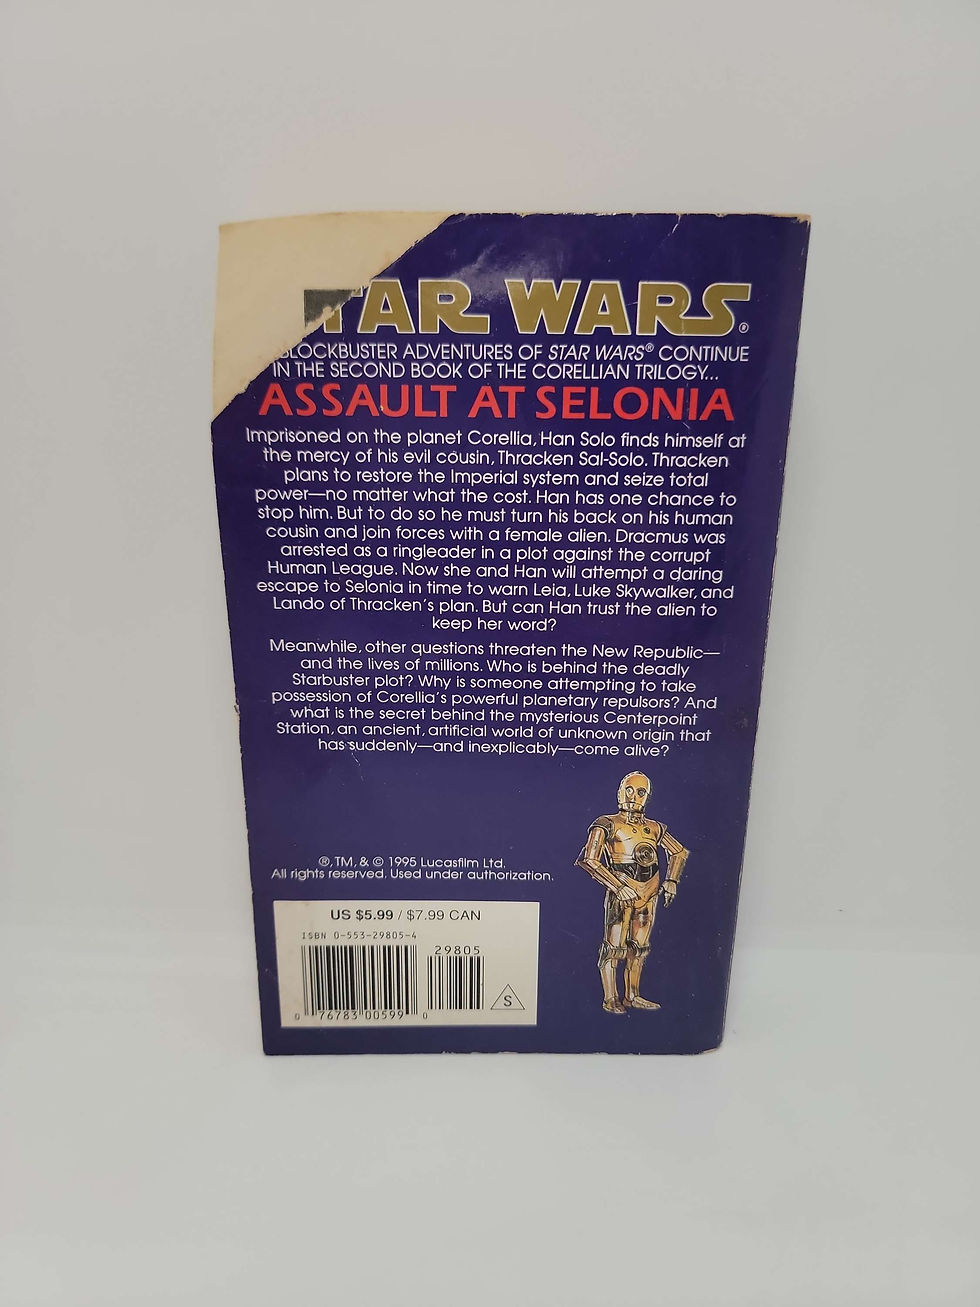 STAR WARS®
BLOCKBUSTER ADVENTURES OF STAR WARS® CONTINUE
IN THE SECOND BOOK OF THE CORELLIAN TRILOGY...
ASSAULT AT SELONIA
Imprisoned on the planet Corellia, Han Solo finds himself at
the mercy of his evil cousin, Thracken Sal-Solo. Thracken
plans to restore the Imperial system and seize total
power—no matter what the cost. Han has one chance to
stop him. But to do so he must turn his back on his human
cousin and join forces with a female alien. Dracmus was
arrested as a ringleader in a plot against the corrupt
Human League. Now she and Han will attempt a daring
escape to Selonia in time to warn Leia, Luke Skywalker, and
Lando of Thracken's plan. But can Han trust the alien to
keep her word?
Meanwhile, other questions threaten the New Republic—
and the lives of millions. Who is behind the deadly
Starbuster plot? Why is someone attempting to take
possession of Corellia's powerful planetary repulsors? And
what is the secret behind the mysterious Centerpoint
Station, an ancient, artificial world of unknown origin that
has suddenly—and inexplicably—come alive?
®, TM, & © 1995 Lucasfilm Ltd.
All rights reserved. Used under authorization.
US $5.99 / $7.99 CAN
ISBN 0-553-29805-4
29805
S
0 76783 00599 0